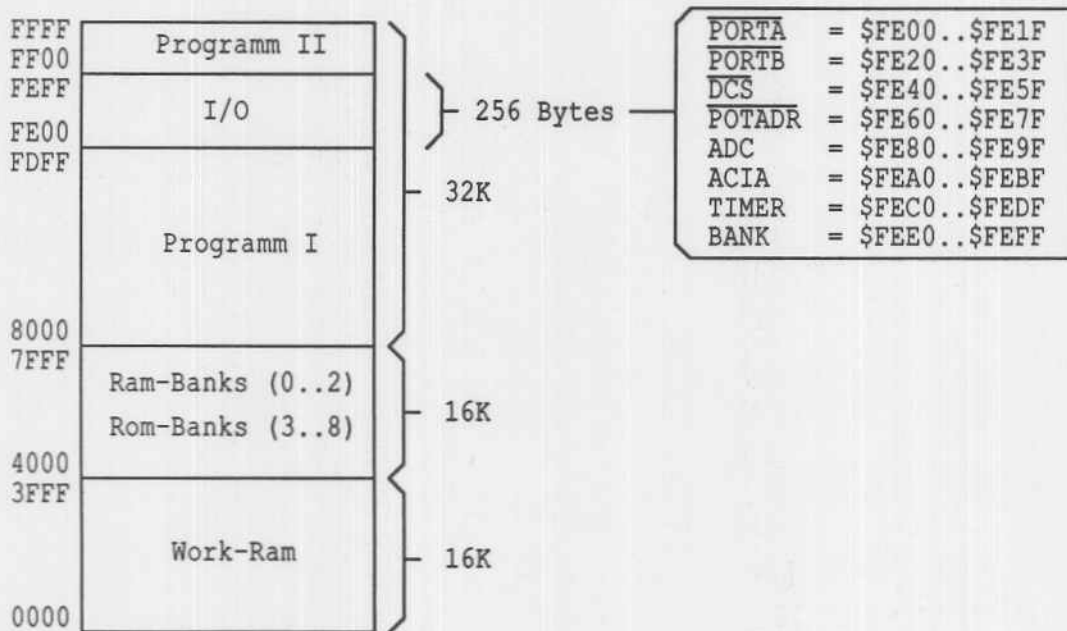 FFFF
Programm II
FF00
FEFF
I/O
FE00
FDFF
Programm I
8000
7FFF
Ram-Banks (0..2)
Rom-Banks (3..8)
4000
3FFF
Work-Ram
0000
256 Bytes
32K
16K
16K
PORTA = $FE00..$FE1F
PORTB = $FE20..$FE3F
DCS = $FE40..$FE5F
POTADR = $FE60..$FE7F
ADC = $FE80..$FE9F
ACIA = $FEA0..$FEBF
TIMER = $FEC0..$FEDF
BANK = $FEE0..$FEFF